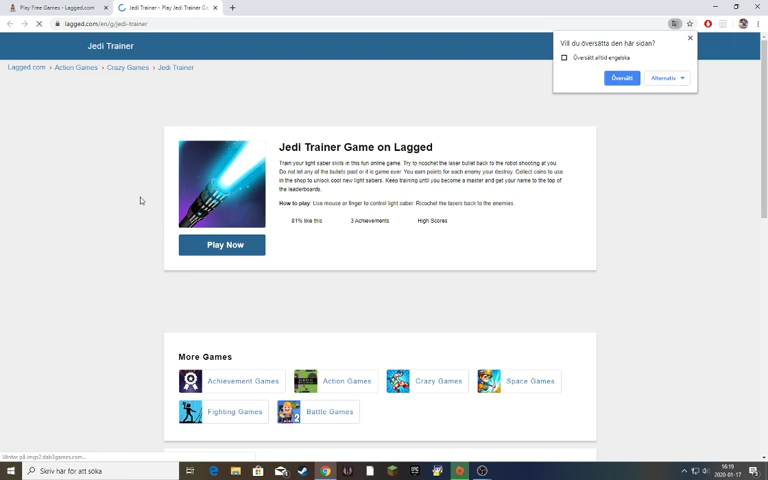 Play Free Games - Lagged.com
Jedi Trainer - Play Jedi Trainer G
lagged.com/en/g/jedi-trainer
Jedi Trainer
Vill du översätta den här sidan?
Översätt alltid engelska
Översätt
Alternativ
Lagged.com › Action Games › Crazy Games › Jedi Trainer
Jedi Trainer Game on Lagged
Train your light saber skills in this fun online game. Try to ricochet the laser bullet back to the robot shooting at you.
Do not let any of the bullets past or it is game over. You earn points for each enemy your destroy. Collect coins to use
in the shop to unlock cool new light sabers. Keep training until you become a master and get your name to the top of
the leaderboards.
How to play Use mouse or finger to control light saber. Ricochet the lasers back to the enemies.
81% like this 3 Achievements High Scores
Play Now
More Games
Achievement Games Action Games Crazy Games Space Games
Fighting Games Battle Games
Väntar på imgs2.dab3games.com...
Skriv här för att söka
16:19
2020-01-17